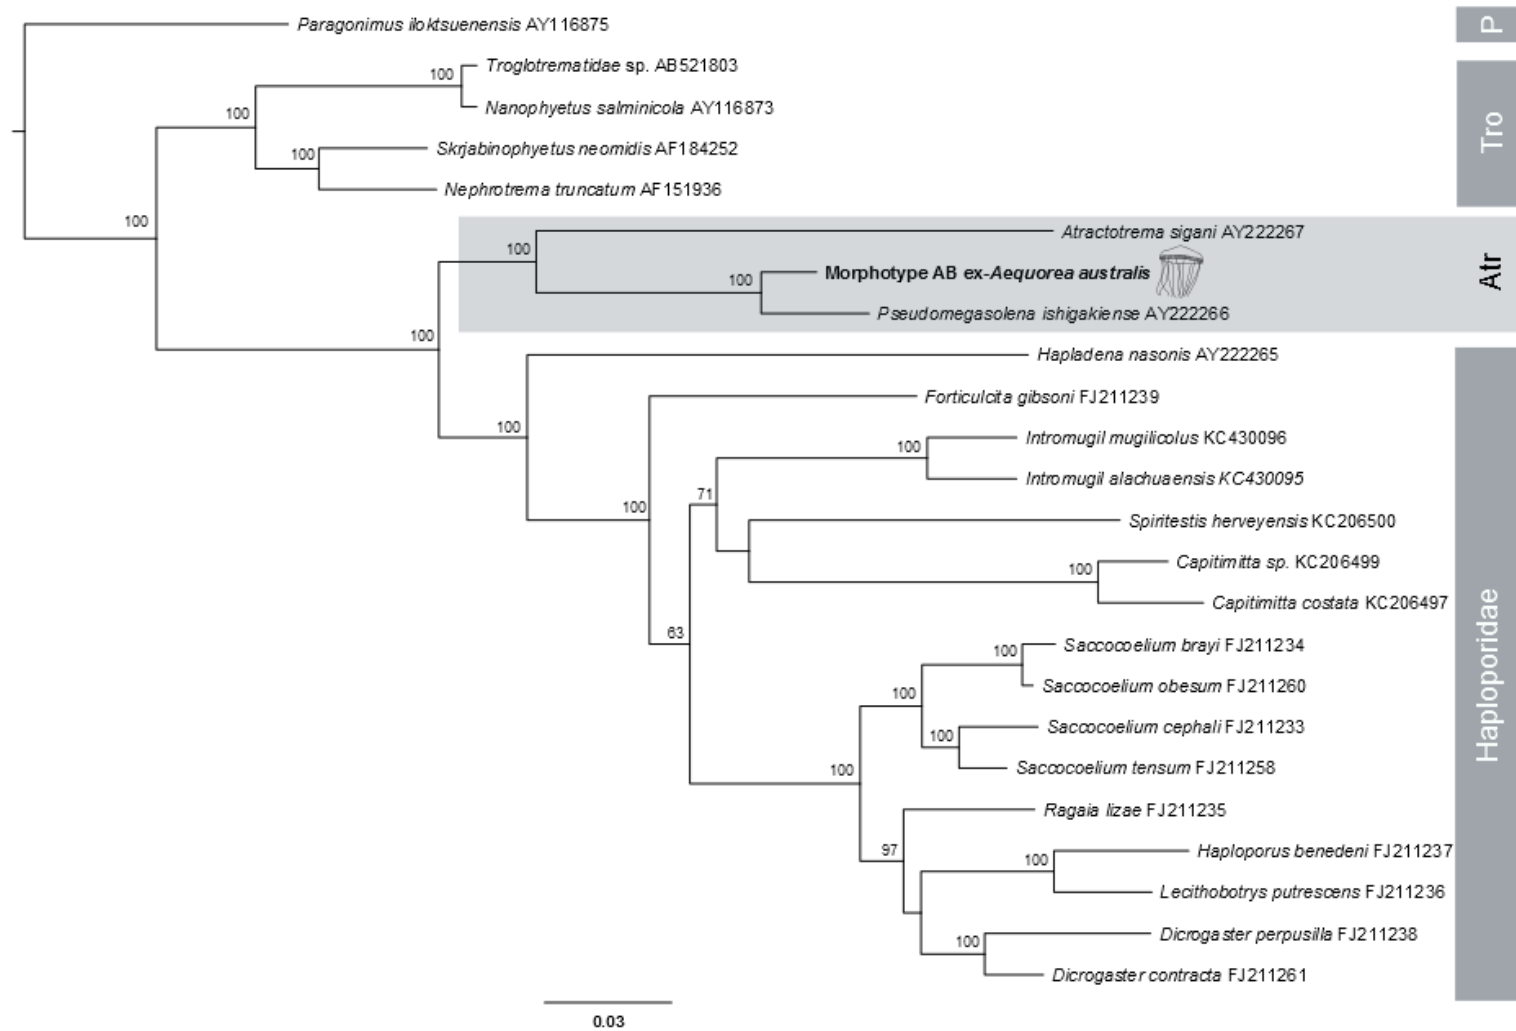 Paragonimus iloktsuenensis AY116875
P
Troglotrematidae sp. AB521803
100
Nanophyetus salminicola AY116873
100
Tro
Skrjabinophyetus neomidis AF184252
100
Nephrotrema truncatum AF151936
100
Atractotrema sigani AY222267
100
Morphotype AB ex-Aequorea australis
Atr
100
Pseudomegasolena ishigakiense AY222266
100
Hapladena nasonis AY222265
Forticulcita gibsoni FJ211239
100
Intromugil mugilicolus KC430096
100
Intromugil alachuaensis KC430095
71
100
Spiritestis herveyensis KC206500
Capitimitta sp. KC206499
100
Capitimitta costata KC206497
63
Haploporidae
Saccocoelium brayi FJ211234
100
Saccocoelium obesum FJ211260
100
Saccocoelium cephali FJ211233
100
Saccocoelium tensum FJ211258
100
Ragaia lizae FJ211235
97
Haploporus benedeni FJ211237
100
Lecithobotrys putrescens FJ211236
Dicrogaster perpusilla FJ211238
100
Dicrogaster contracta FJ211261
0.03